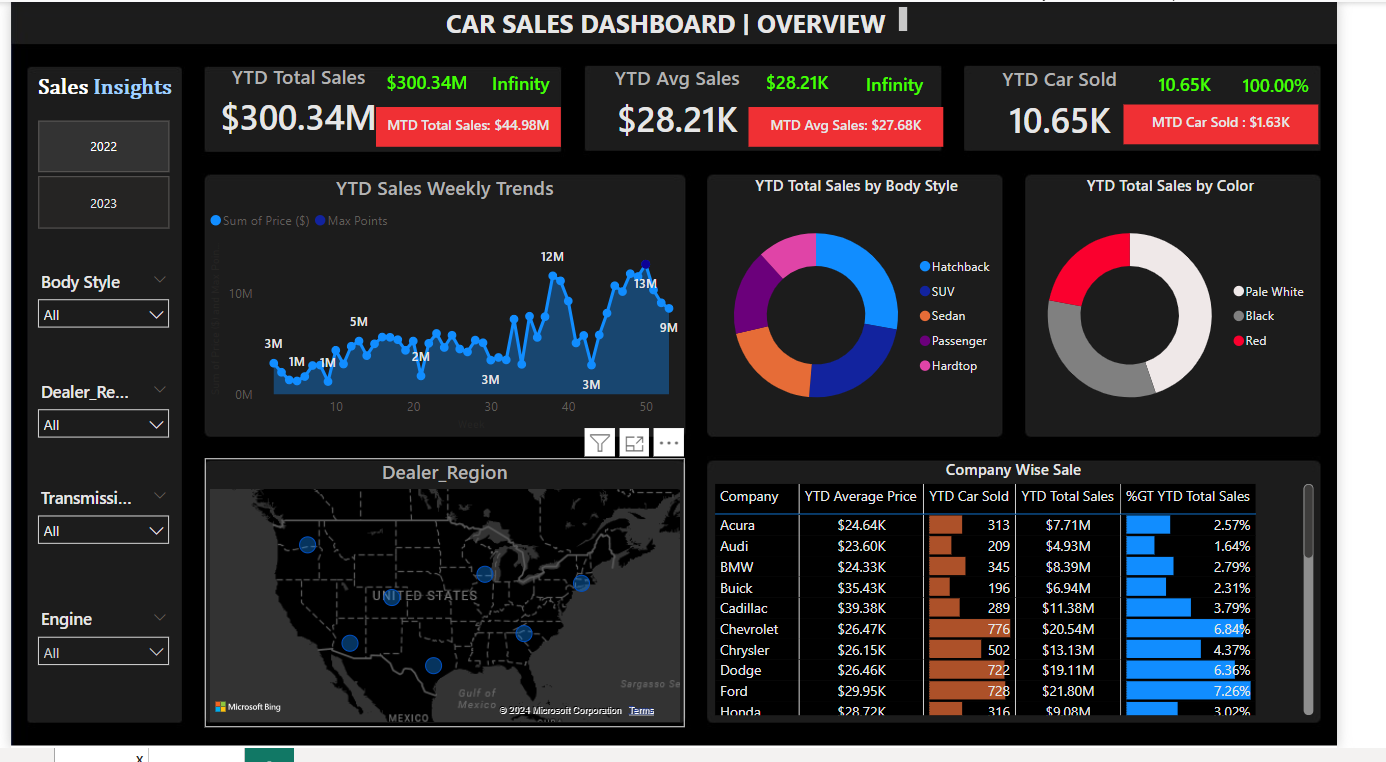 CAR SALES DASHBOARD | OVERVIEW
Sales Insights
2022
2023
Body Style
All
Dealer_Re...
All
Transmissi...
All
Engine
All
YTD Total Sales
$300.34M
Infinity
$300.34M
MTD Total Sales: $44.98M
YTD Avg Sales
$28.21K
Infinity
$28.21K
MTD Avg Sales: $27.68K
YTD Car Sold
10.65K
100.00%
10.65K
MTD Car Sold : $1.63K
YTD Sales Weekly Trends
Sum of Price ($)
Max Points
10M
0M
3M
1M
1M
5M
2M
3M
12M
3M
13M
9M
10
20
30
40
50
YTD Total Sales by Body Style
Hatchback
SUV
Sedan
Passenger
Hardtop
YTD Total Sales by Color
Pale White
Black
Red
Dealer_Region
UNITED STATES
Gulf of
Mexico
Sargasso Se
MEXICO
Microsoft Bing
© 2024 Microsoft Corporation Terms
Company Wise Sale
Company YTD Average Price YTD Car Sold YTD Total Sales %GT YTD Total Sales
Acura $24.64K 313 $7.71M 2.57%
Audi $23.60K 209 $4.93M 1.64%
BMW $24.33K 345 $8.39M 2.79%
Buick $35.43K 196 $6.94M 2.31%
Cadillac $39.38K 289 $11.38M 3.79%
Chevrolet $26.47K 776 $20.54M 6.84%
Chrysler $26.15K 502 $13.13M 4.37%
Dodge $26.46K 722 $19.11M 6.36%
Ford $29.95K 728 $21.80M 7.26%
Honda $28.72K 316 $9.08M 3.02%
x